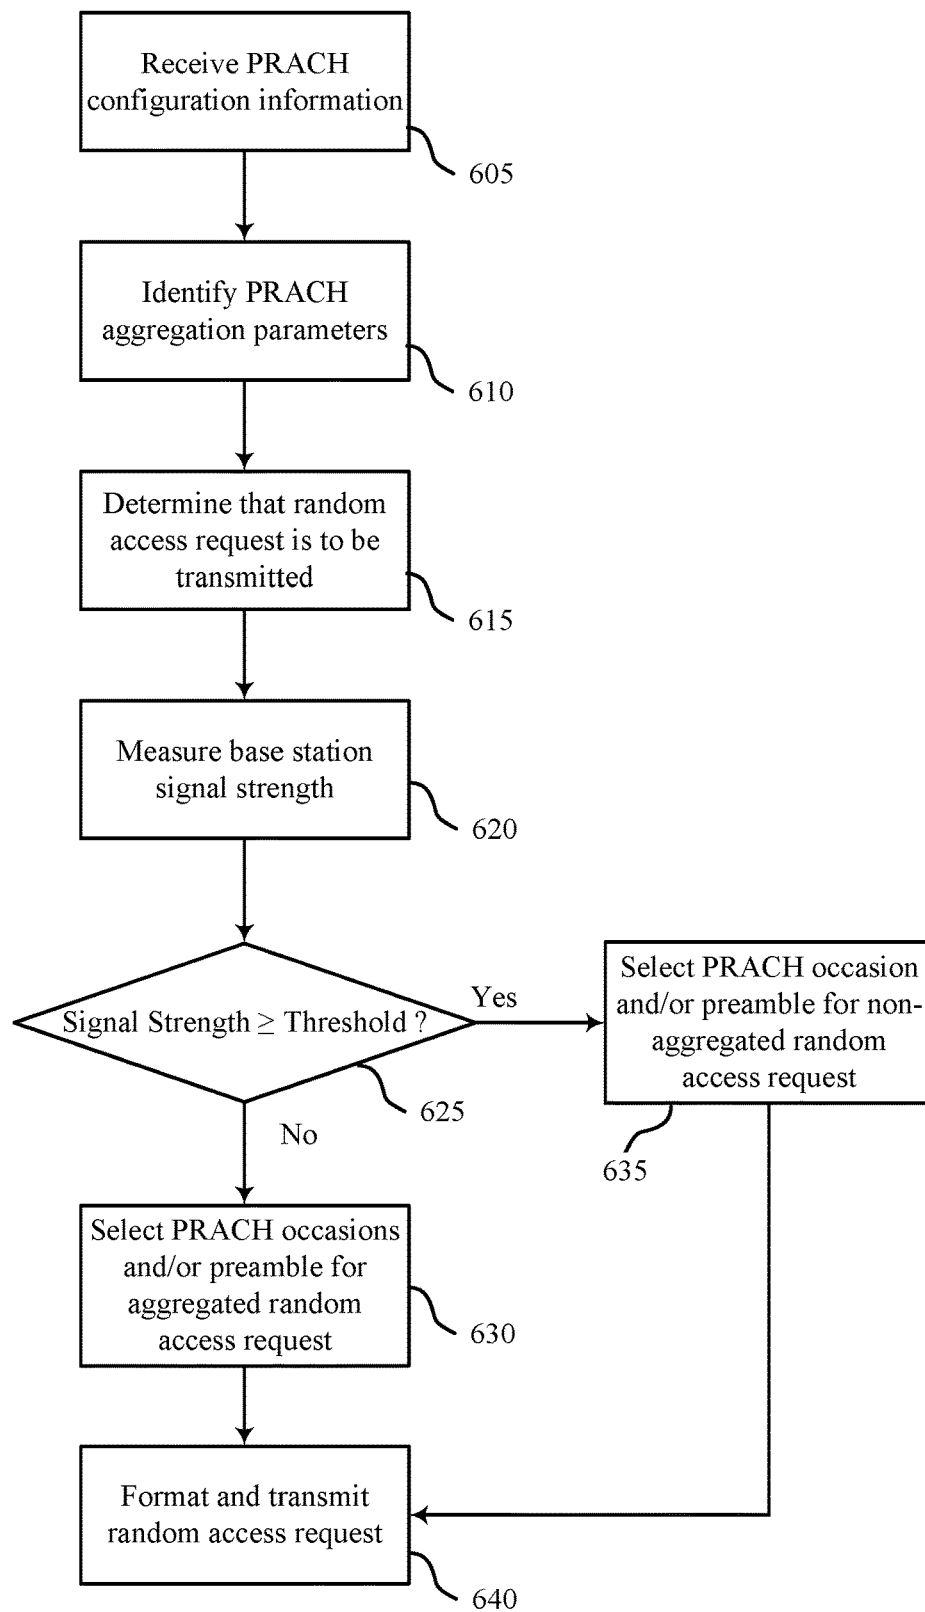 Receive PRACH
configuration information
605
Identify PRACH
aggregation parameters
610
Determine that random
access request is to be
transmitted
615
Measure base station
signal strength
620
Signal Strength ≥ Threshold ?
625
Yes
Select PRACH occasion
and/or preamble for non-
aggregated random
access request
635
No
Select PRACH occasions
and/or preamble for
aggregated random
access request
630
Format and transmit
random access request
640